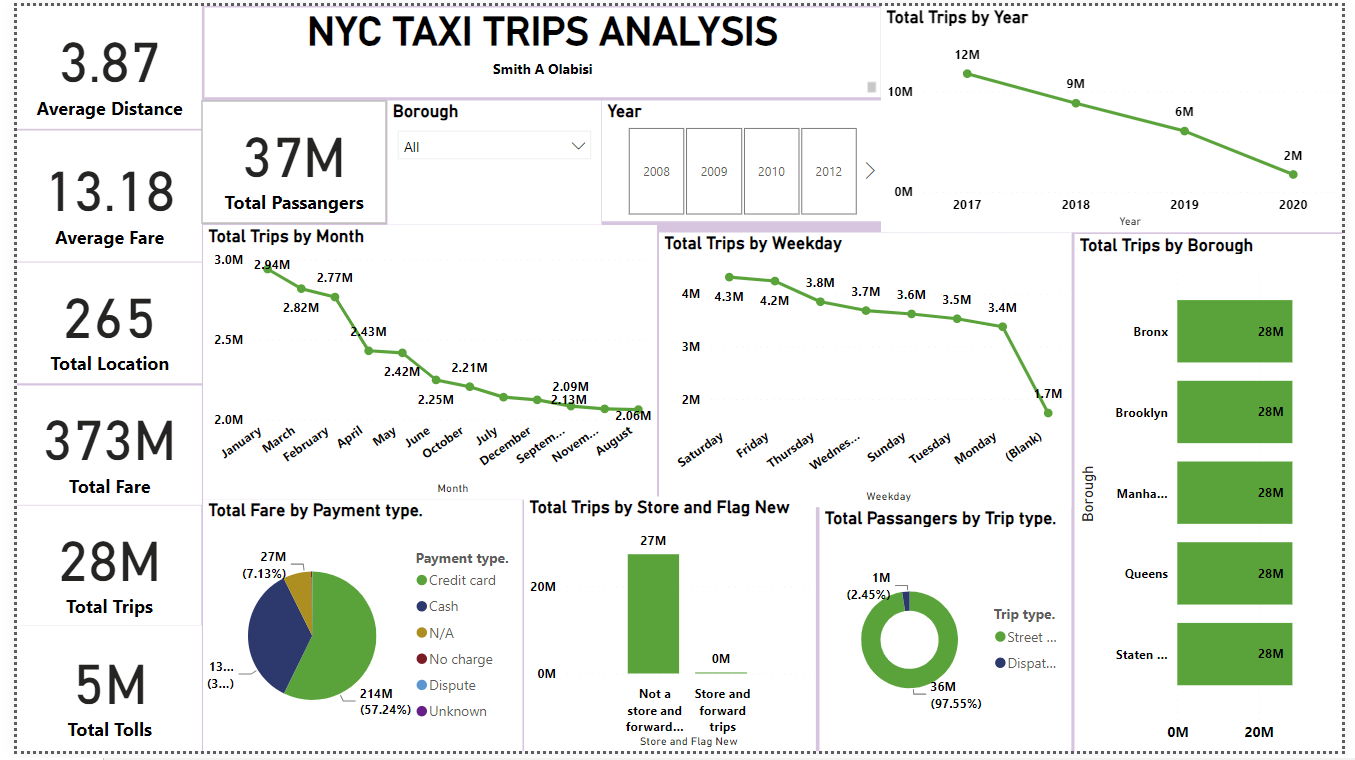 3.87
Average Distance
13.18
Average Fare
265
Total Location
373M
Total Fare
28M
Total Trips
5M
Total Tolls
NYC TAXI TRIPS ANALYSIS
Smith A Olabisi
37M
Total Passangers
Borough
All
Year
2008 2009 2010 2012
Total Trips by Year
12M
10M
9M
6M
2M
0M
2017 2018 2019 2020
Year
Total Trips by Month
3.0M
2.94M
2.77M
2.82M
2.43M
2.5M
2.42M
2.21M
2.25M
2.09M
2.13M
2.06M
2.0M
January March February April May June October July December Septem... Novem... August
Month
Total Trips by Weekday
4M
4.3M 4.2M 3.8M 3.7M 3.6M 3.5M 3.4M
3M
2M
1.7M
Saturday Friday Thursday Wednes... Sunday Tuesday Monday (Blank)
Weekday
Total Trips by Borough
Borough
Bronx 28M
Brooklyn 28M
Manha... 28M
Queens 28M
Staten ... 28M
0M 20M
Total Fare by Payment type.
27M
(7.13%)
13...
(3...)
214M
(57.24%)
Payment type.
Credit card
Cash
N/A
No charge
Dispute
Unknown
Total Trips by Store and Flag New
27M
20M
0M
0M
Not a
store and
forward...
Store and
forward
trips
Store and Flag New
Total Passangers by Trip type.
1M
(2.45%)
36M
(97.55%)
Trip type.
Street ...
Dispat...